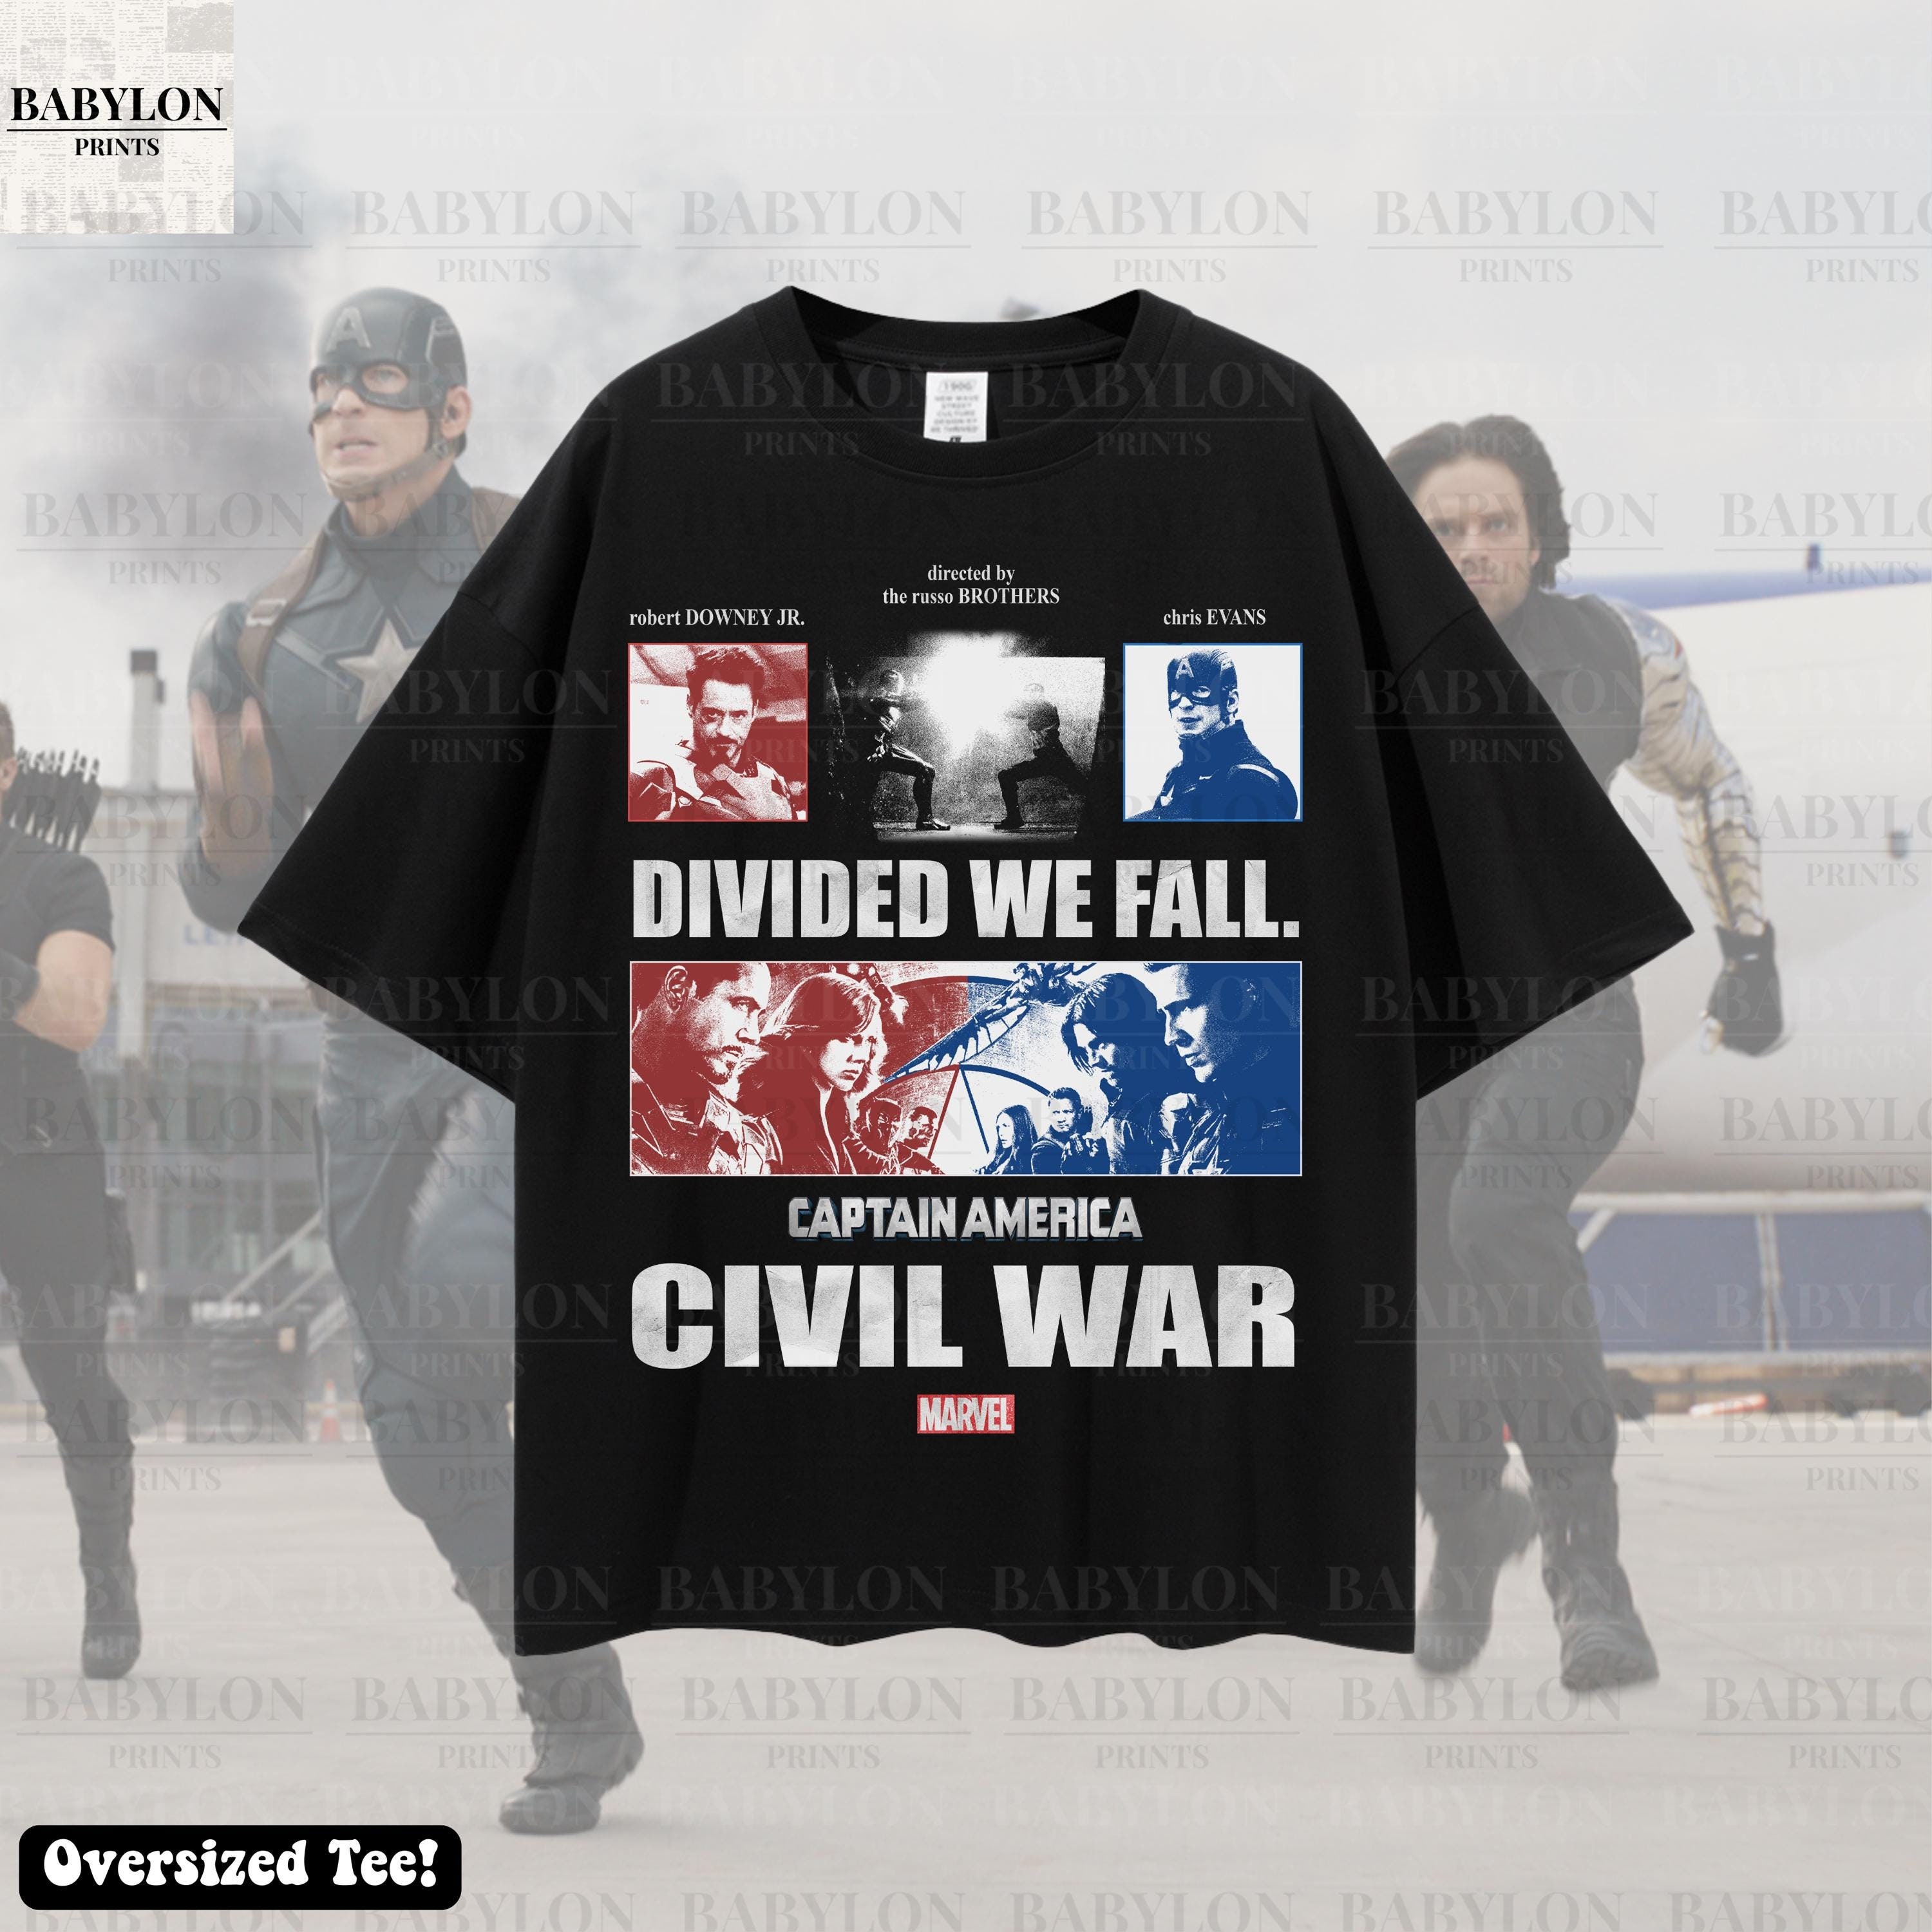 BABYLON
PRINTS
directed by
the russo BROTHERS
robert DOWNEY JR.
chris EVANS
DIVIDED WE FALL.
CAPTAIN AMERICA
CIVIL WAR
MARVEL
Oversized Tee!